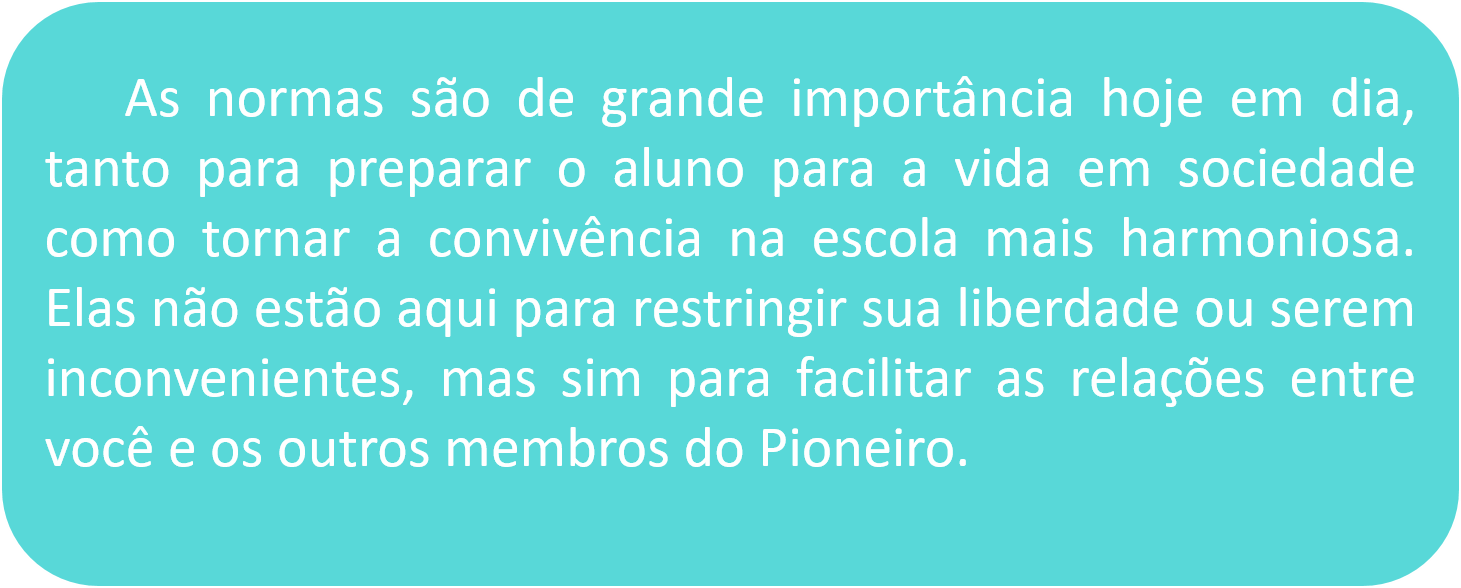 As normas são de grande importância hoje em dia,
tanto para preparar o aluno para a vida em sociedade
como tornar a convivência na escola mais harmoniosa.
Elas não estão aqui para restringir sua liberdade ou serem
inconvenientes, mas sim para facilitar as relações entre
você e os outros membros do Pioneiro.